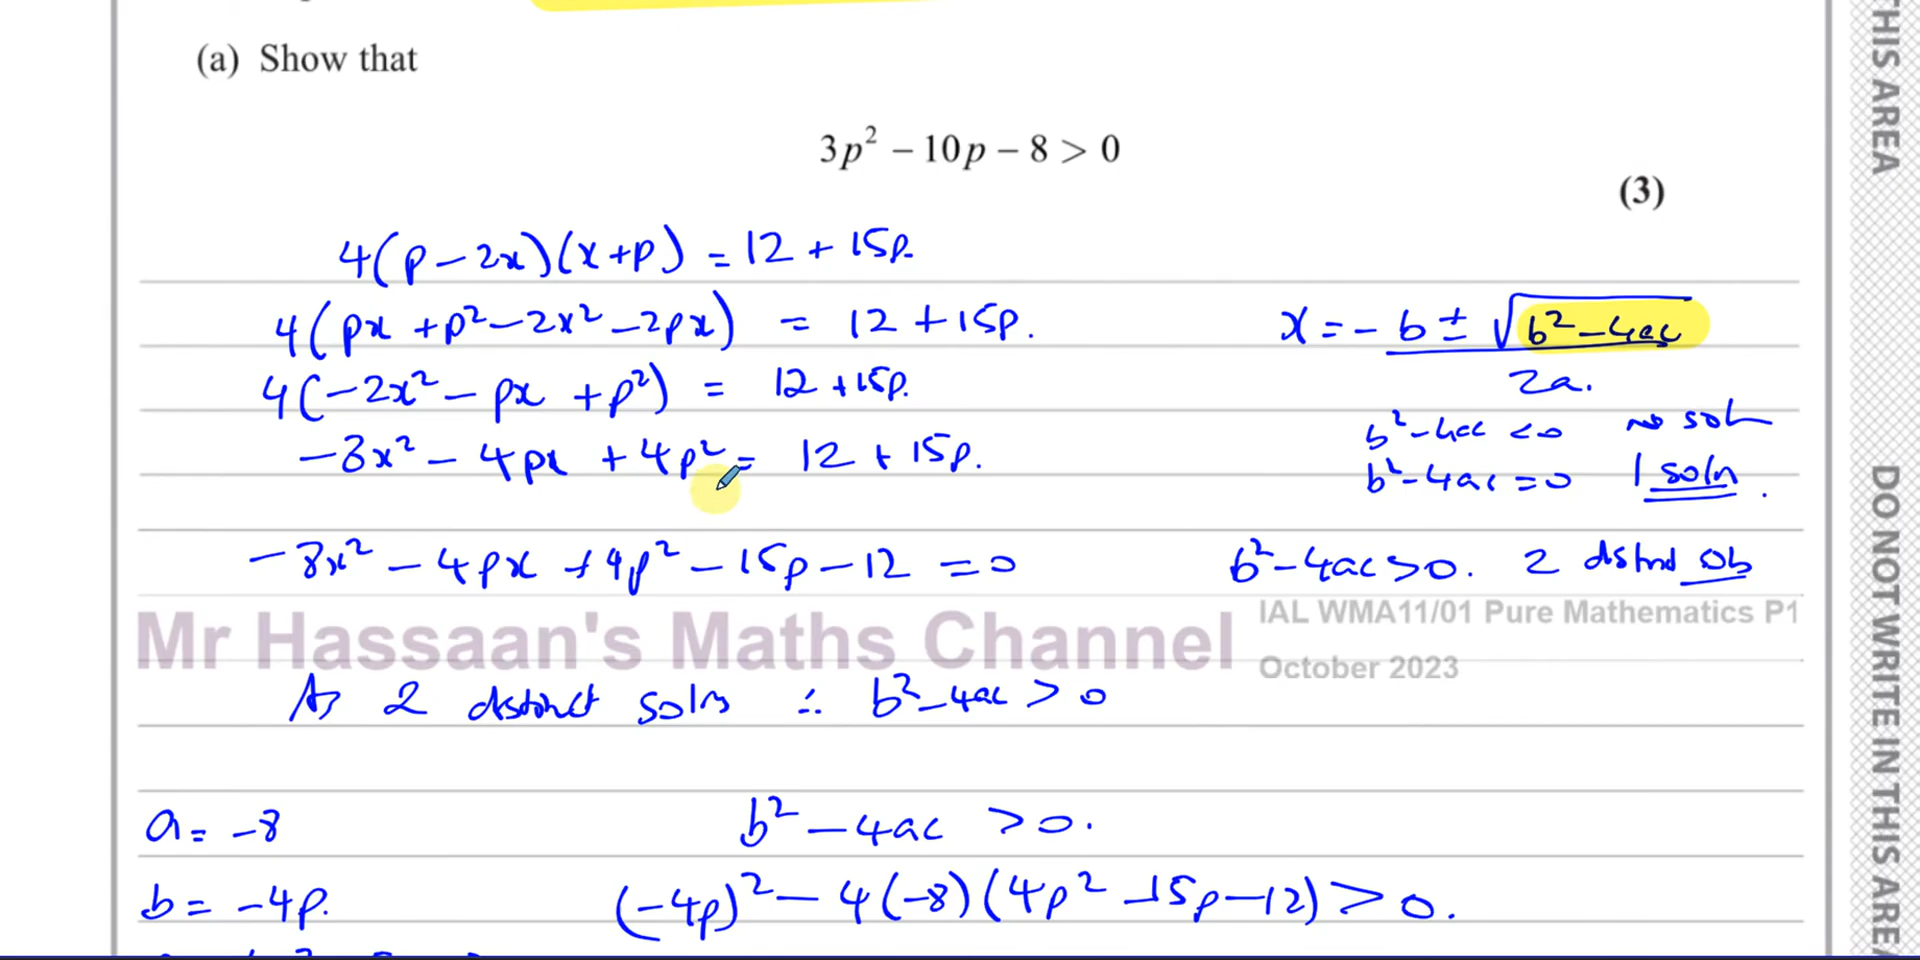 (a) Show that
3p² − 10p − 8 > 0
(3)
4(p − 2x)(x + p) = 12 + 15p.
4(px + p² − 2x² − 2px) = 12 + 15p.
x = − b ± √b² − 4ac
2a.
4(−2x² − px + p²) = 12 + 15p.
b² − 4ac < 0 no soln
−8x² − 4px + 4p² = 12 + 15p.
b² − 4ac = 0 1 soln.
−8x² − 4px + 4p² − 15p − 12 = 0
b² − 4ac > 0. 2
Mr Hassaan's Maths Channel
IAL WMA11/01 Pure Mathematics P1
October 2023
As 2 distinct solns ∴ b² − 4ac > 0
a = −8
b² − 4ac > 0.
b = −4p.
(−4p)² − 4(−8)(4p² − 15p − 12) > 0.
THIS AREA
DO NOT WRITE IN THIS AREA